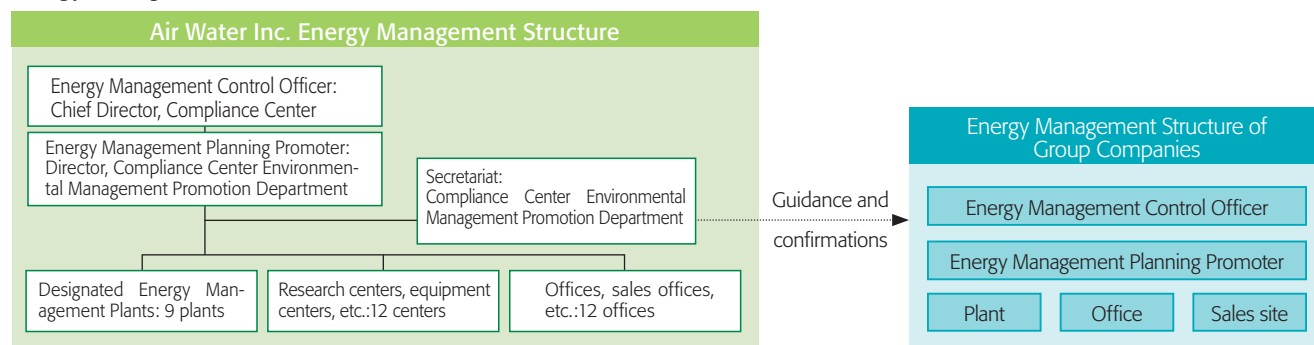 Air Water Inc. Energy Management Structure
Energy Management Control Officer:
Chief Director, Compliance Center
Energy Management Planning Promoter:
Director, Compliance Center Environmen-
tal Management Promotion Department
Secretariat:
Compliance Center Environmental
Management Promotion Department
Designated Energy Man-
agement Plants: 9 plants
Research centers, equipment
centers, etc.:12 centers
Offices, sales offices,
etc.:12 offices
Guidance and
confirmations
Energy Management Structure of
Group Companies
Energy Management Control Officer
Energy Management Planning Promoter
Plant
Office
Sales site